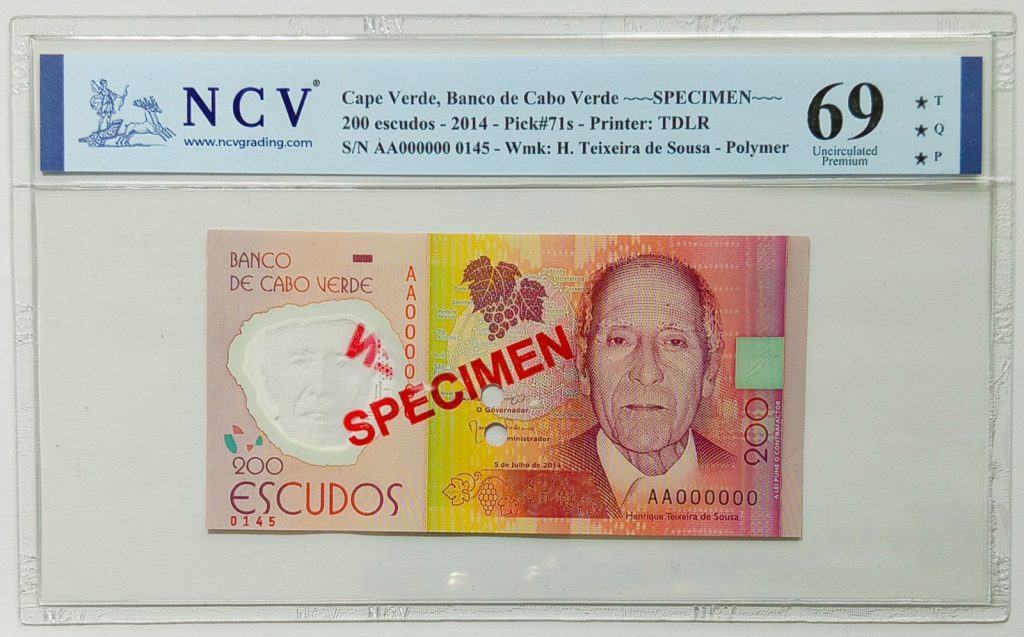 NCV®
www.ncvgrading.com
Cape Verde, Banco de Cabo Verde ~~~SPECIMEN~~~
200 escudos - 2014 - Pick#71s - Printer: TDLR
S/N AA000000 0145 - Wmk: H. Teixeira de Sousa - Polymer
69
Uncirculated
Premium
★ T
★ Q
★ P
BANCO
DE CABO VERDE
AA0000
SPECIMEN
O Governador
ministrador
5 de Julho de 2014
200
ESCUDOS
0145
200
A LEI PUNE O CONTRAFACTOR
AA000000
Henrique Teixeira de Sousa